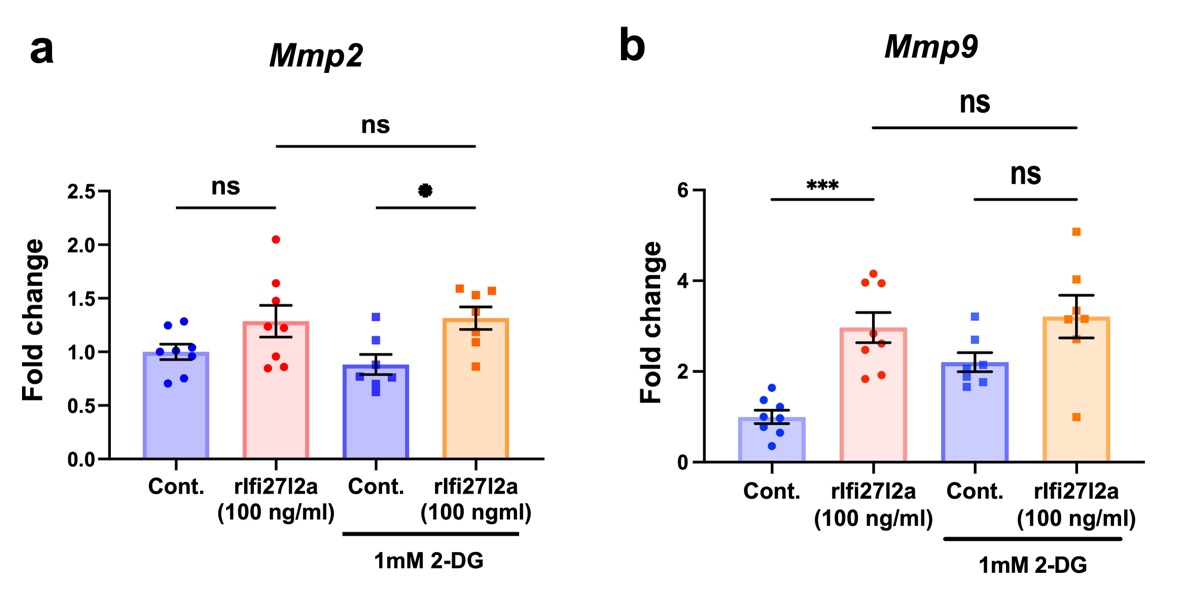 a
Mmp2
ns
ns
*
Fold change
2.5
2.0
1.5
1.0
0.5
0.0
Cont.
rIfi27l2a
(100 ng/ml)
Cont.
rIfi27l2a
(100 ngml)
1mM 2-DG
b
Mmp9
ns
***
ns
Fold change
6
4
2
0
Cont.
rIfi27l2a
(100 ng/ml)
Cont.
rIfi27l2a
(100 ng/ml)
1mM 2-DG